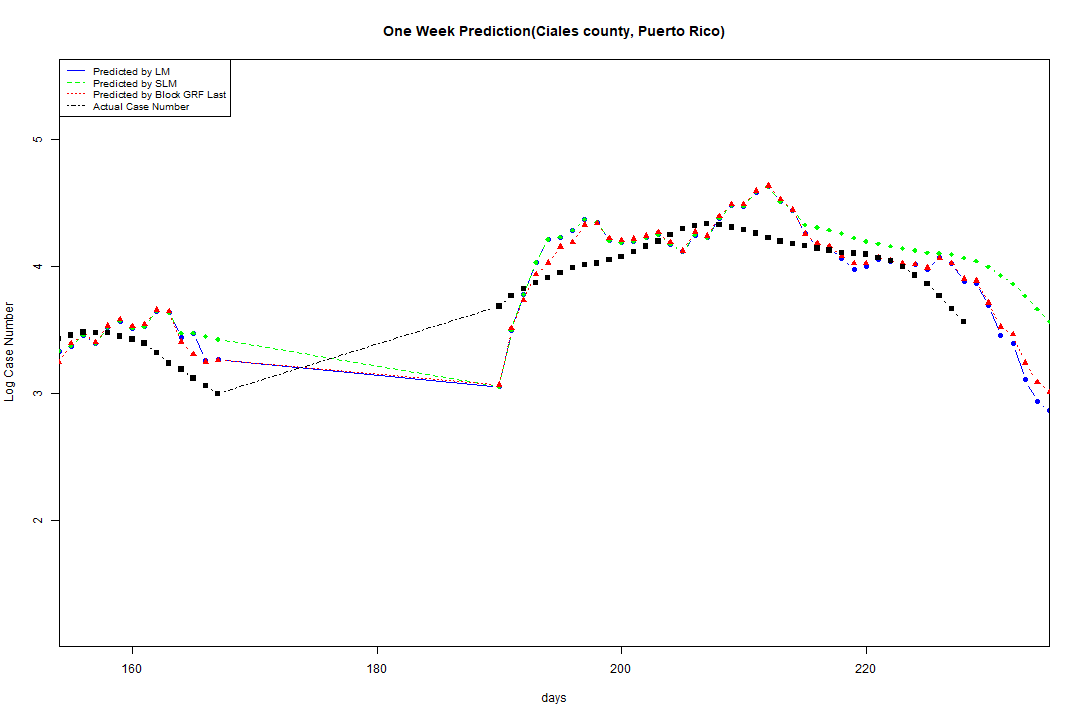 One Week Prediction(Ciales county, Puerto Rico)
Predicted by LM
Predicted by SLM
Predicted by Block GRF Last
Actual Case Number
5
4
3
2
Log Case Number
160
180
200
220
days